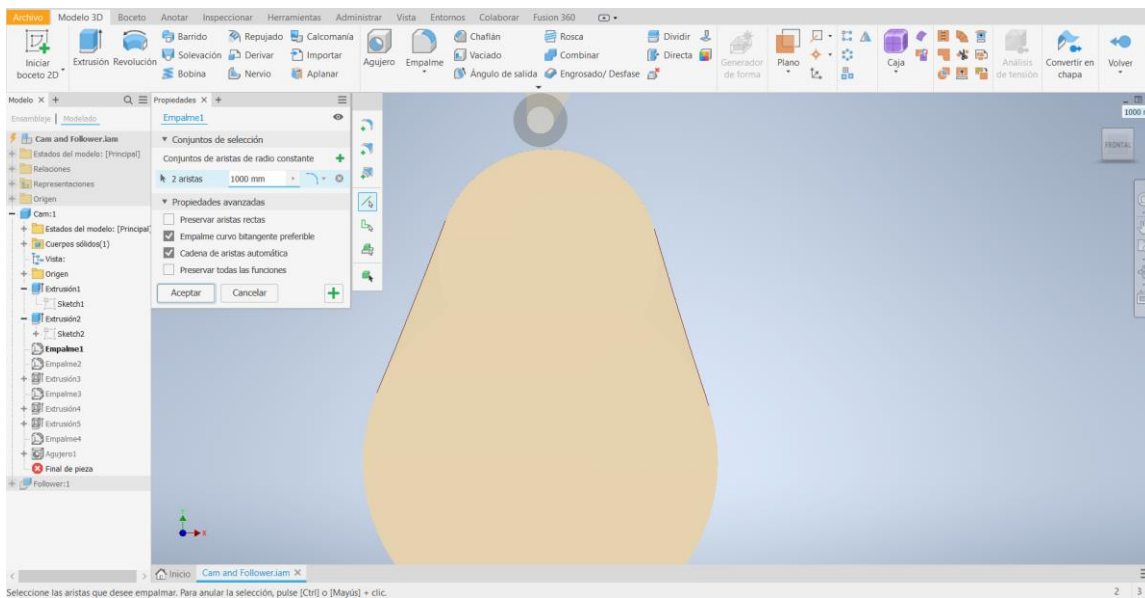 Archivo Modelo 3D Boceto Anotar Inspeccionar Herramientas Administrar Vista Entornos Colaborar Fusion 360
Iniciar boceto 2D
Extrusión
Revolución
Barrido
Solevación
Bobina
Repujado
Derivar
Nervio
Calcomanía
Importar
Aplanar
Agujero
Empalme
Chaflán
Vaciado
Ángulo de salida
Rosca
Combinar
Engrosado/ Desfase
Dividir
Directa
Generador de forma
Plano
Caja
Análisis de tensión
Convertir en chapa
Volver
Modelo × +
Ensamblaje | Modelado
Cam and Follower.iam
Estados del modelo: [Principal]
Relaciones
Representaciones
Origen
Cam:1
Estados del modelo: [Principal
Cuerpos sólidos(1)
Vista:
Origen
Extrusión1
Sketch1
Extrusión2
Sketch2
Empalme1
Empalme2
Extrusión3
Empalme3
Extrusión4
Extrusión5
Empalme4
Agujero1
Final de pieza
Follower:1
Propiedades × +
Empalme1
Conjuntos de selección
Conjuntos de aristas de radio constante
2 aristas 1000 mm
Propiedades avanzadas
Preservar aristas rectas
Empalme curvo bitangente preferible
Cadena de aristas automática
Preservar todas las funciones
Aceptar Cancelar +
1000
FRONTAL
Y
X
Inicio Cam and Follower.iam ×
Seleccione las aristas que desee empalmar. Para anular la selección, pulse [Ctrl] o [Mayús] + clic.
2 3